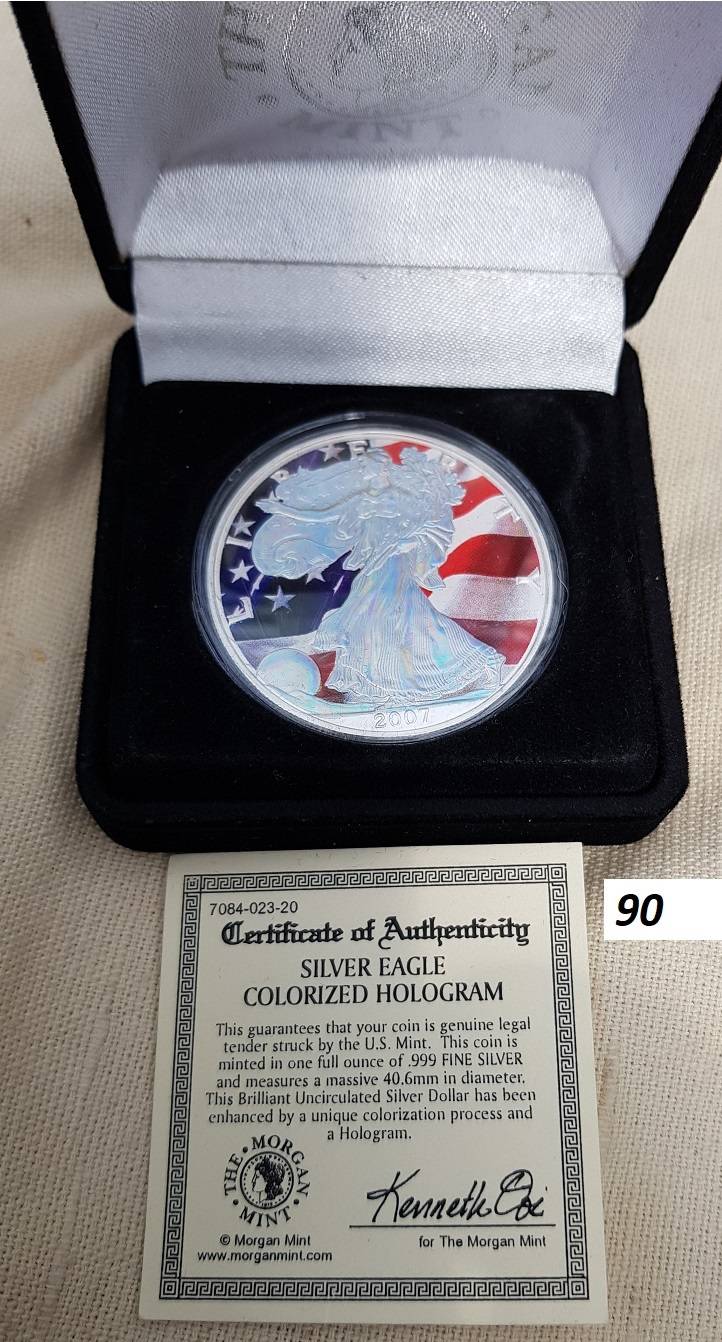 MINT
LIBERTY
2007
90
7084-023-20
Certificate of Authenticity
SILVER EAGLE
COLORIZED HOLOGRAM
This guarantees that your coin is genuine legal
tender struck by the U.S. Mint. This coin is
minted in one full ounce of .999 FINE SILVER
and measures a massive 40.6mm in diameter.
This Brilliant Uncirculated Silver Dollar has been
enhanced by a unique colorization process and
a Hologram.
THE MORGAN
MINT
Kenneth
© Morgan Mint
for The Morgan Mint
www.morganmint.com